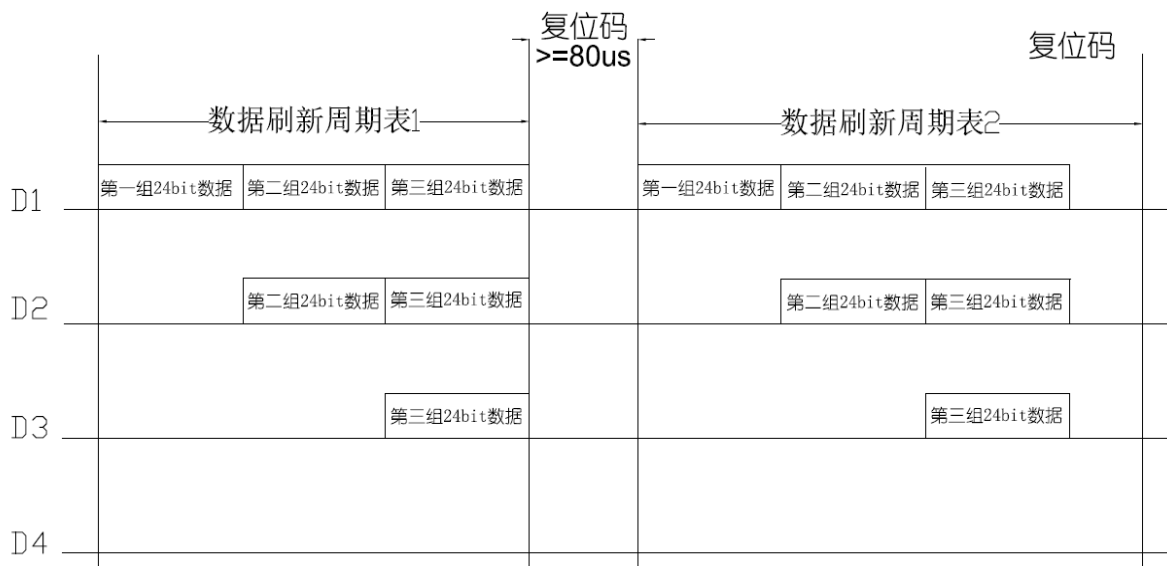 复位码
>=80us
复位码
数据刷新周期表1
数据刷新周期表2
D1
第一组24bit数据 第二组24bit数据 第三组24bit数据
第一组24bit数据 第二组24bit数据 第三组24bit数据
D2
第二组24bit数据 第三组24bit数据
第二组24bit数据 第三组24bit数据
D3
第三组24bit数据
第三组24bit数据
D4